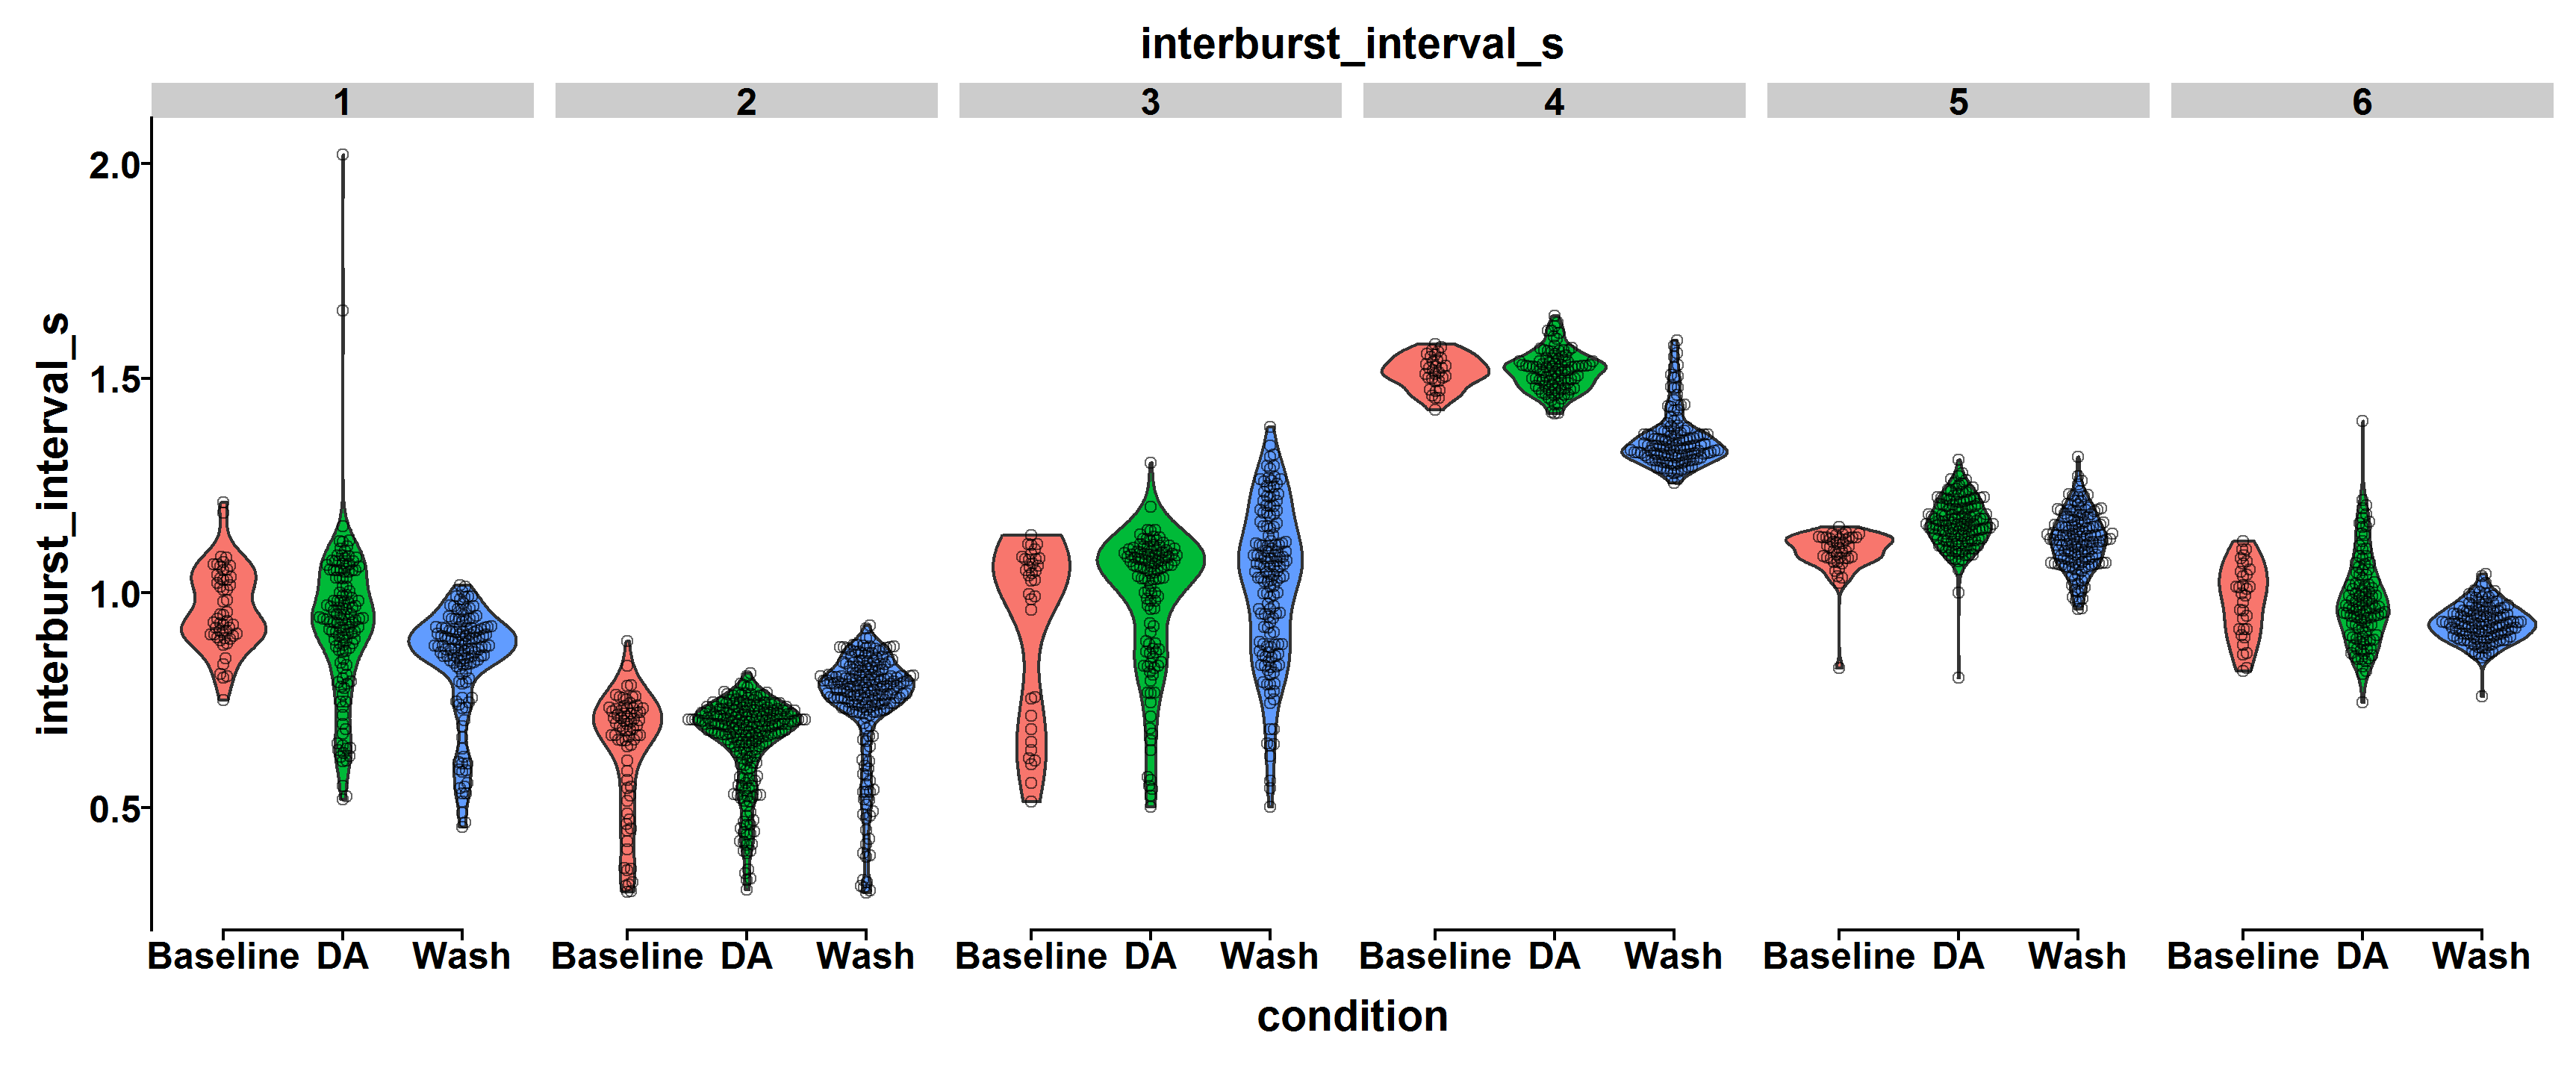 interburst_interval_s
1 2 3 4 5 6
interburst_interval_s
2.0
1.5
1.0
0.5
Baseline DA Wash Baseline DA Wash Baseline DA Wash Baseline DA Wash Baseline DA Wash Baseline DA Wash
condition